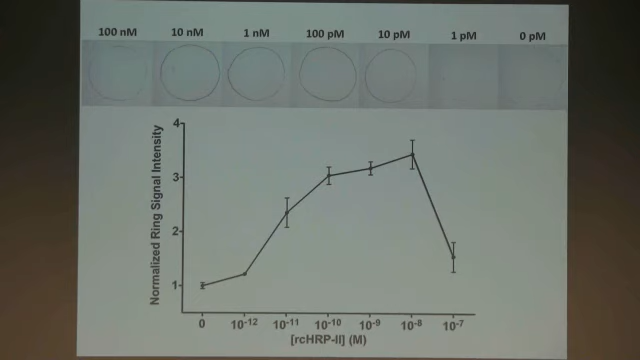 100 nM 10 nM 1 nM 100 pM 10 pM 1 pM 0 pM
Normalized Ring Signal Intensity
4
3
2
1
0 10⁻¹² 10⁻¹¹ 10⁻¹⁰ 10⁻⁹ 10⁻⁸ 10⁻⁷
[rcHRP-II] (M)